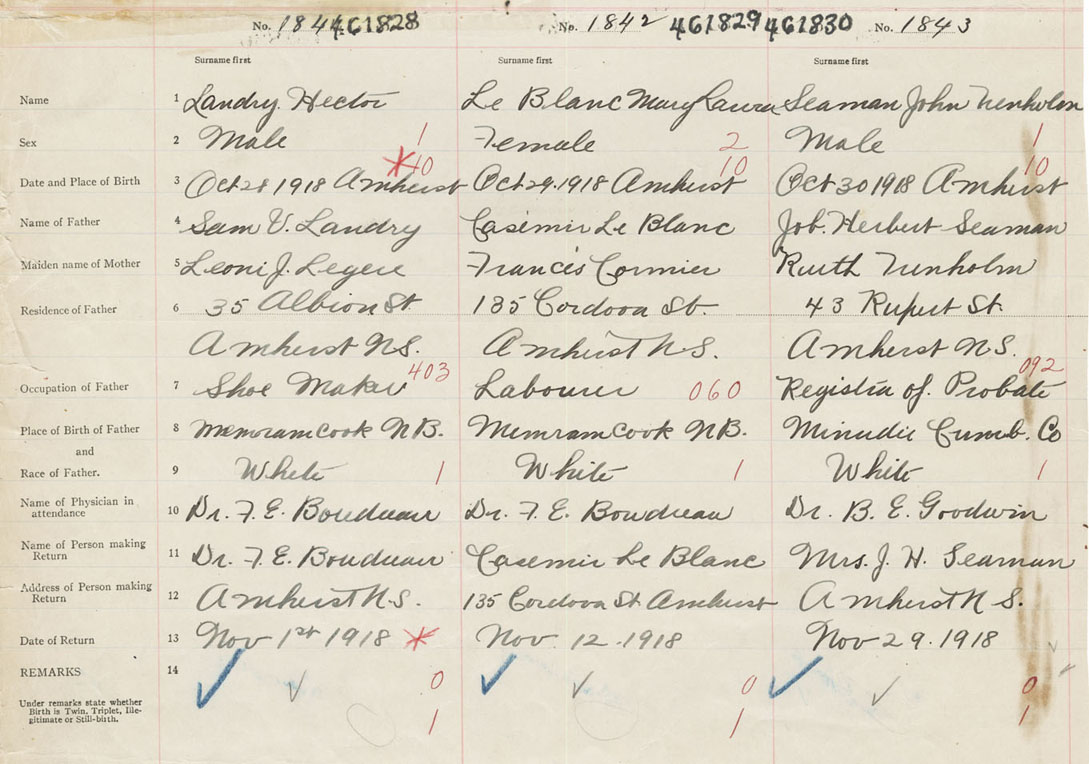 No. 184 461828 No. 1842 461829 461830 No. 1843
Surname first Surname first Surname first
Name 1 Landry Hector Le Blanc Mary Laura Seaman John Trenholm
Sex 2 Male 1 Female 2 Male 1
* 10 10 10
Date and Place of Birth 3 Oct 28 1918 Amherst Oct 29. 1918 Amherst Oct 30 1918 Amherst
Name of Father 4 Sam V. Landry Casimir Le Blanc Job. Herbert Seaman
Maiden name of Mother 5 Leoni J. Legere Francis Cormier Ruth Trenholm
Residence of Father 6 35 Albion St. 135 Cordova St. 43 Rupert St.
Amherst N.S. Amherst N.S. Amherst N.S.
Occupation of Father 7 Shoe Maker 403 Labourer 060 Registra of. Probate 092
Place of Birth of Father 8 Memramcook N.B. Memramcook N.B. Minudie Cumb. Co
and
Race of Father. 9 White 1 White 1 White 1
Name of Physician in
attendance 10 Dr. F. E. Boudreau Dr. F. E. Boudreau Dr. B. E. Goodwin
Name of Person making
Return 11 Dr. F. E. Boudreau Casemir Le Blanc Mrs. J. H. Seaman
Address of Person making
Return 12 Amherst N.S. 135 Cordova St Amherst Amherst N S.
Date of Return 13 Nov 1st 1918 * Nov. 12. 1918 Nov 29. 1918
REMARKS 14 0 0 0
Under remarks state whether
Birth is Twin, Triplet, Ille-
gitimate or Still-birth. 1 1 1